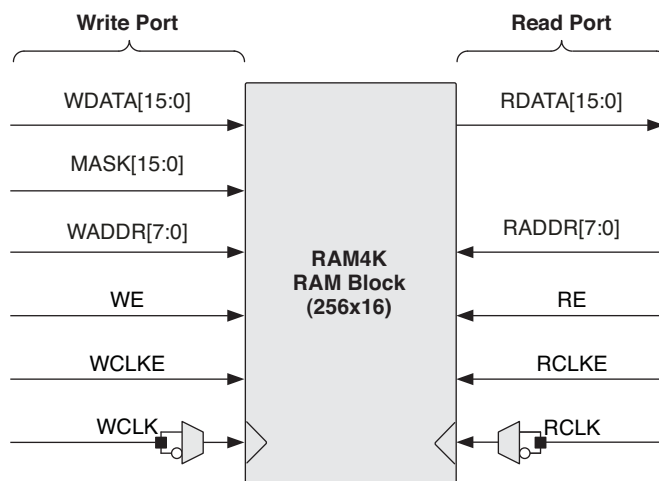 Write Port
Read Port
WDATA[15:0]
RDATA[15:0]
MASK[15:0]
WADDR[7:0]
RADDR[7:0]
RAM4K
RAM Block
(256x16)
WE
RE
WCLKE
RCLKE
WCLK
RCLK